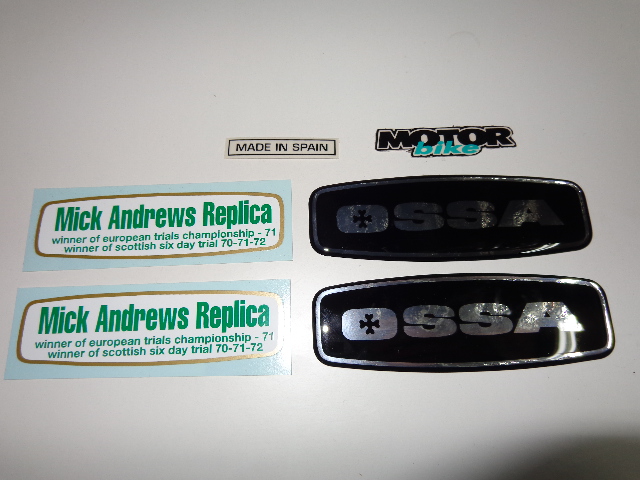 MADE IN SPAIN
MOTOR
bike
Mick Andrews Replica
winner of european trials championship - 71
winner of scottish six day trial 70-71-72
OSSA
Mick Andrews Replica
winner of european trials championship - 71
winner of scottish six day trial 70-71-72
OSSA